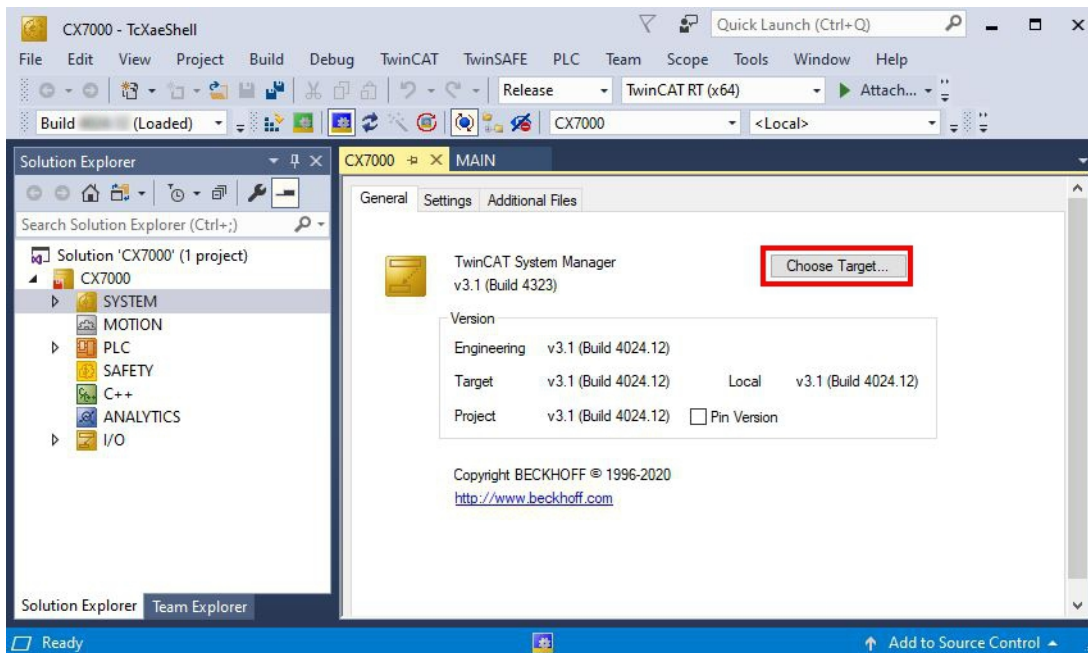 CX7000 - TcXaeShell
Quick Launch (Ctrl+Q)
File Edit View Project Build Debug TwinCAT TwinSAFE PLC Team Scope Tools Window Help
Release TwinCAT RT (x64) Attach...
Build (Loaded) CX7000 <Local>
Solution Explorer
CX7000 MAIN
General Settings Additional Files
Search Solution Explorer (Ctrl+;)
Solution 'CX7000' (1 project)
CX7000
SYSTEM
MOTION
PLC
SAFETY
C++
ANALYTICS
I/O
TwinCAT System Manager
v3.1 (Build 4323)
Choose Target...
Version
Engineering v3.1 (Build 4024.12)
Target v3.1 (Build 4024.12) Local v3.1 (Build 4024.12)
Project v3.1 (Build 4024.12) Pin Version
Copyright BECKHOFF © 1996-2020
http://www.beckhoff.com
Solution Explorer Team Explorer
Ready Add to Source Control